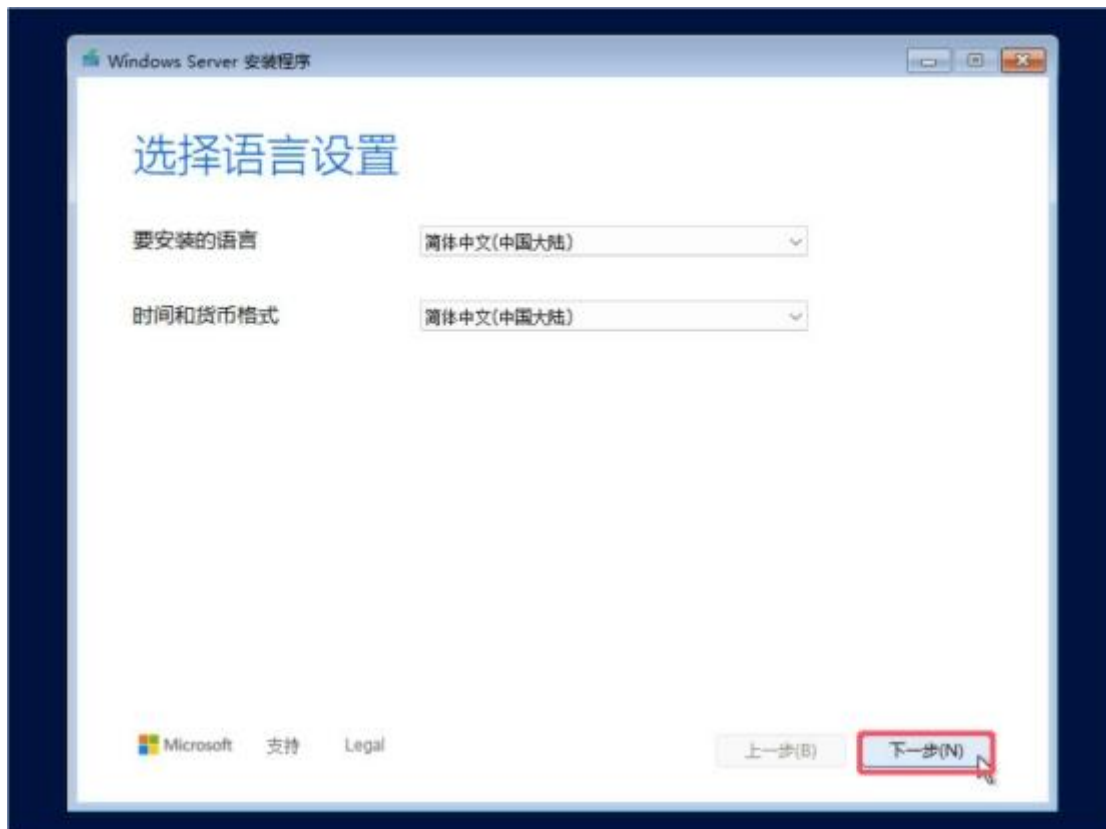 Windows Server 安装程序
选择语言设置
要安装的语言 简体中文(中国大陆)
时间和货币格式 简体中文(中国大陆)
Microsoft 支持 Legal 上一步(B) 下一步(N)